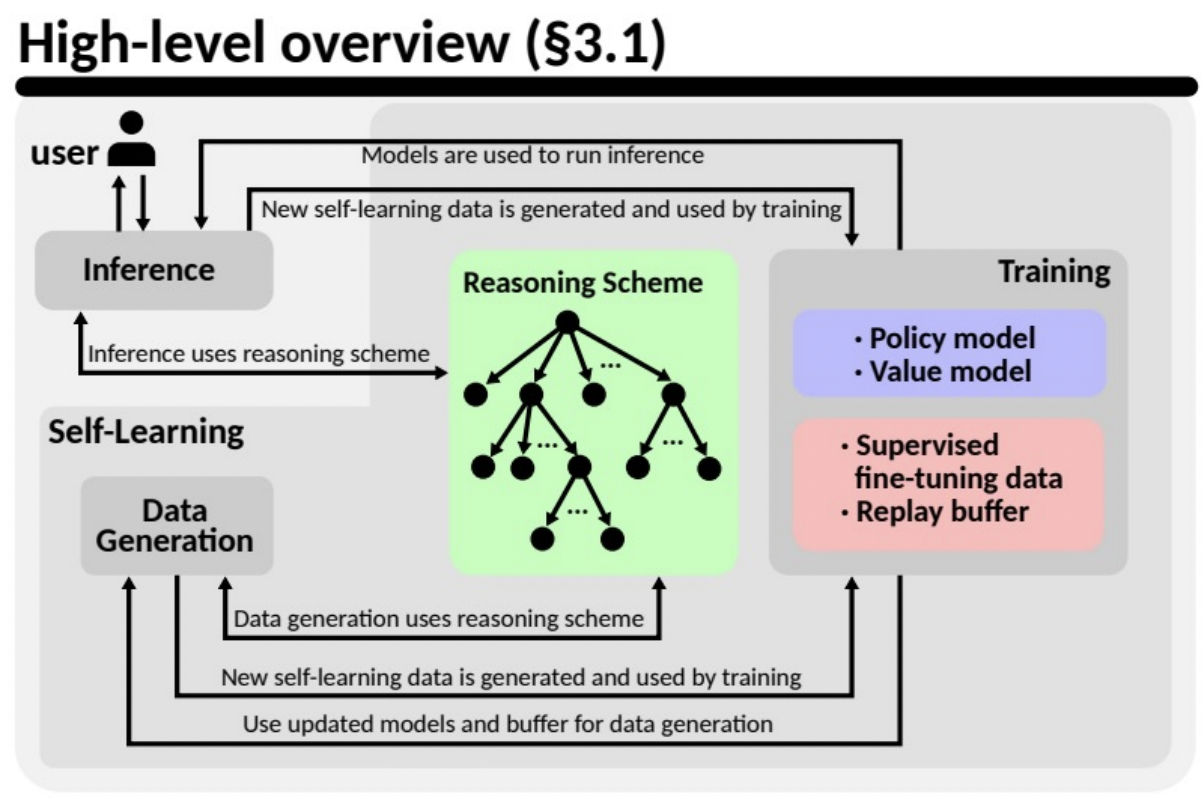 High-level overview (§3.1)
user
Models are used to run inference
New self-learning data is generated and used by training
Inference
Reasoning Scheme
...
...
...
...
Training
· Policy model
· Value model
· Supervised
fine-tuning data
· Replay buffer
Inference uses reasoning scheme
Self-Learning
Data
Generation
Data generation uses reasoning scheme
New self-learning data is generated and used by training
Use updated models and buffer for data generation